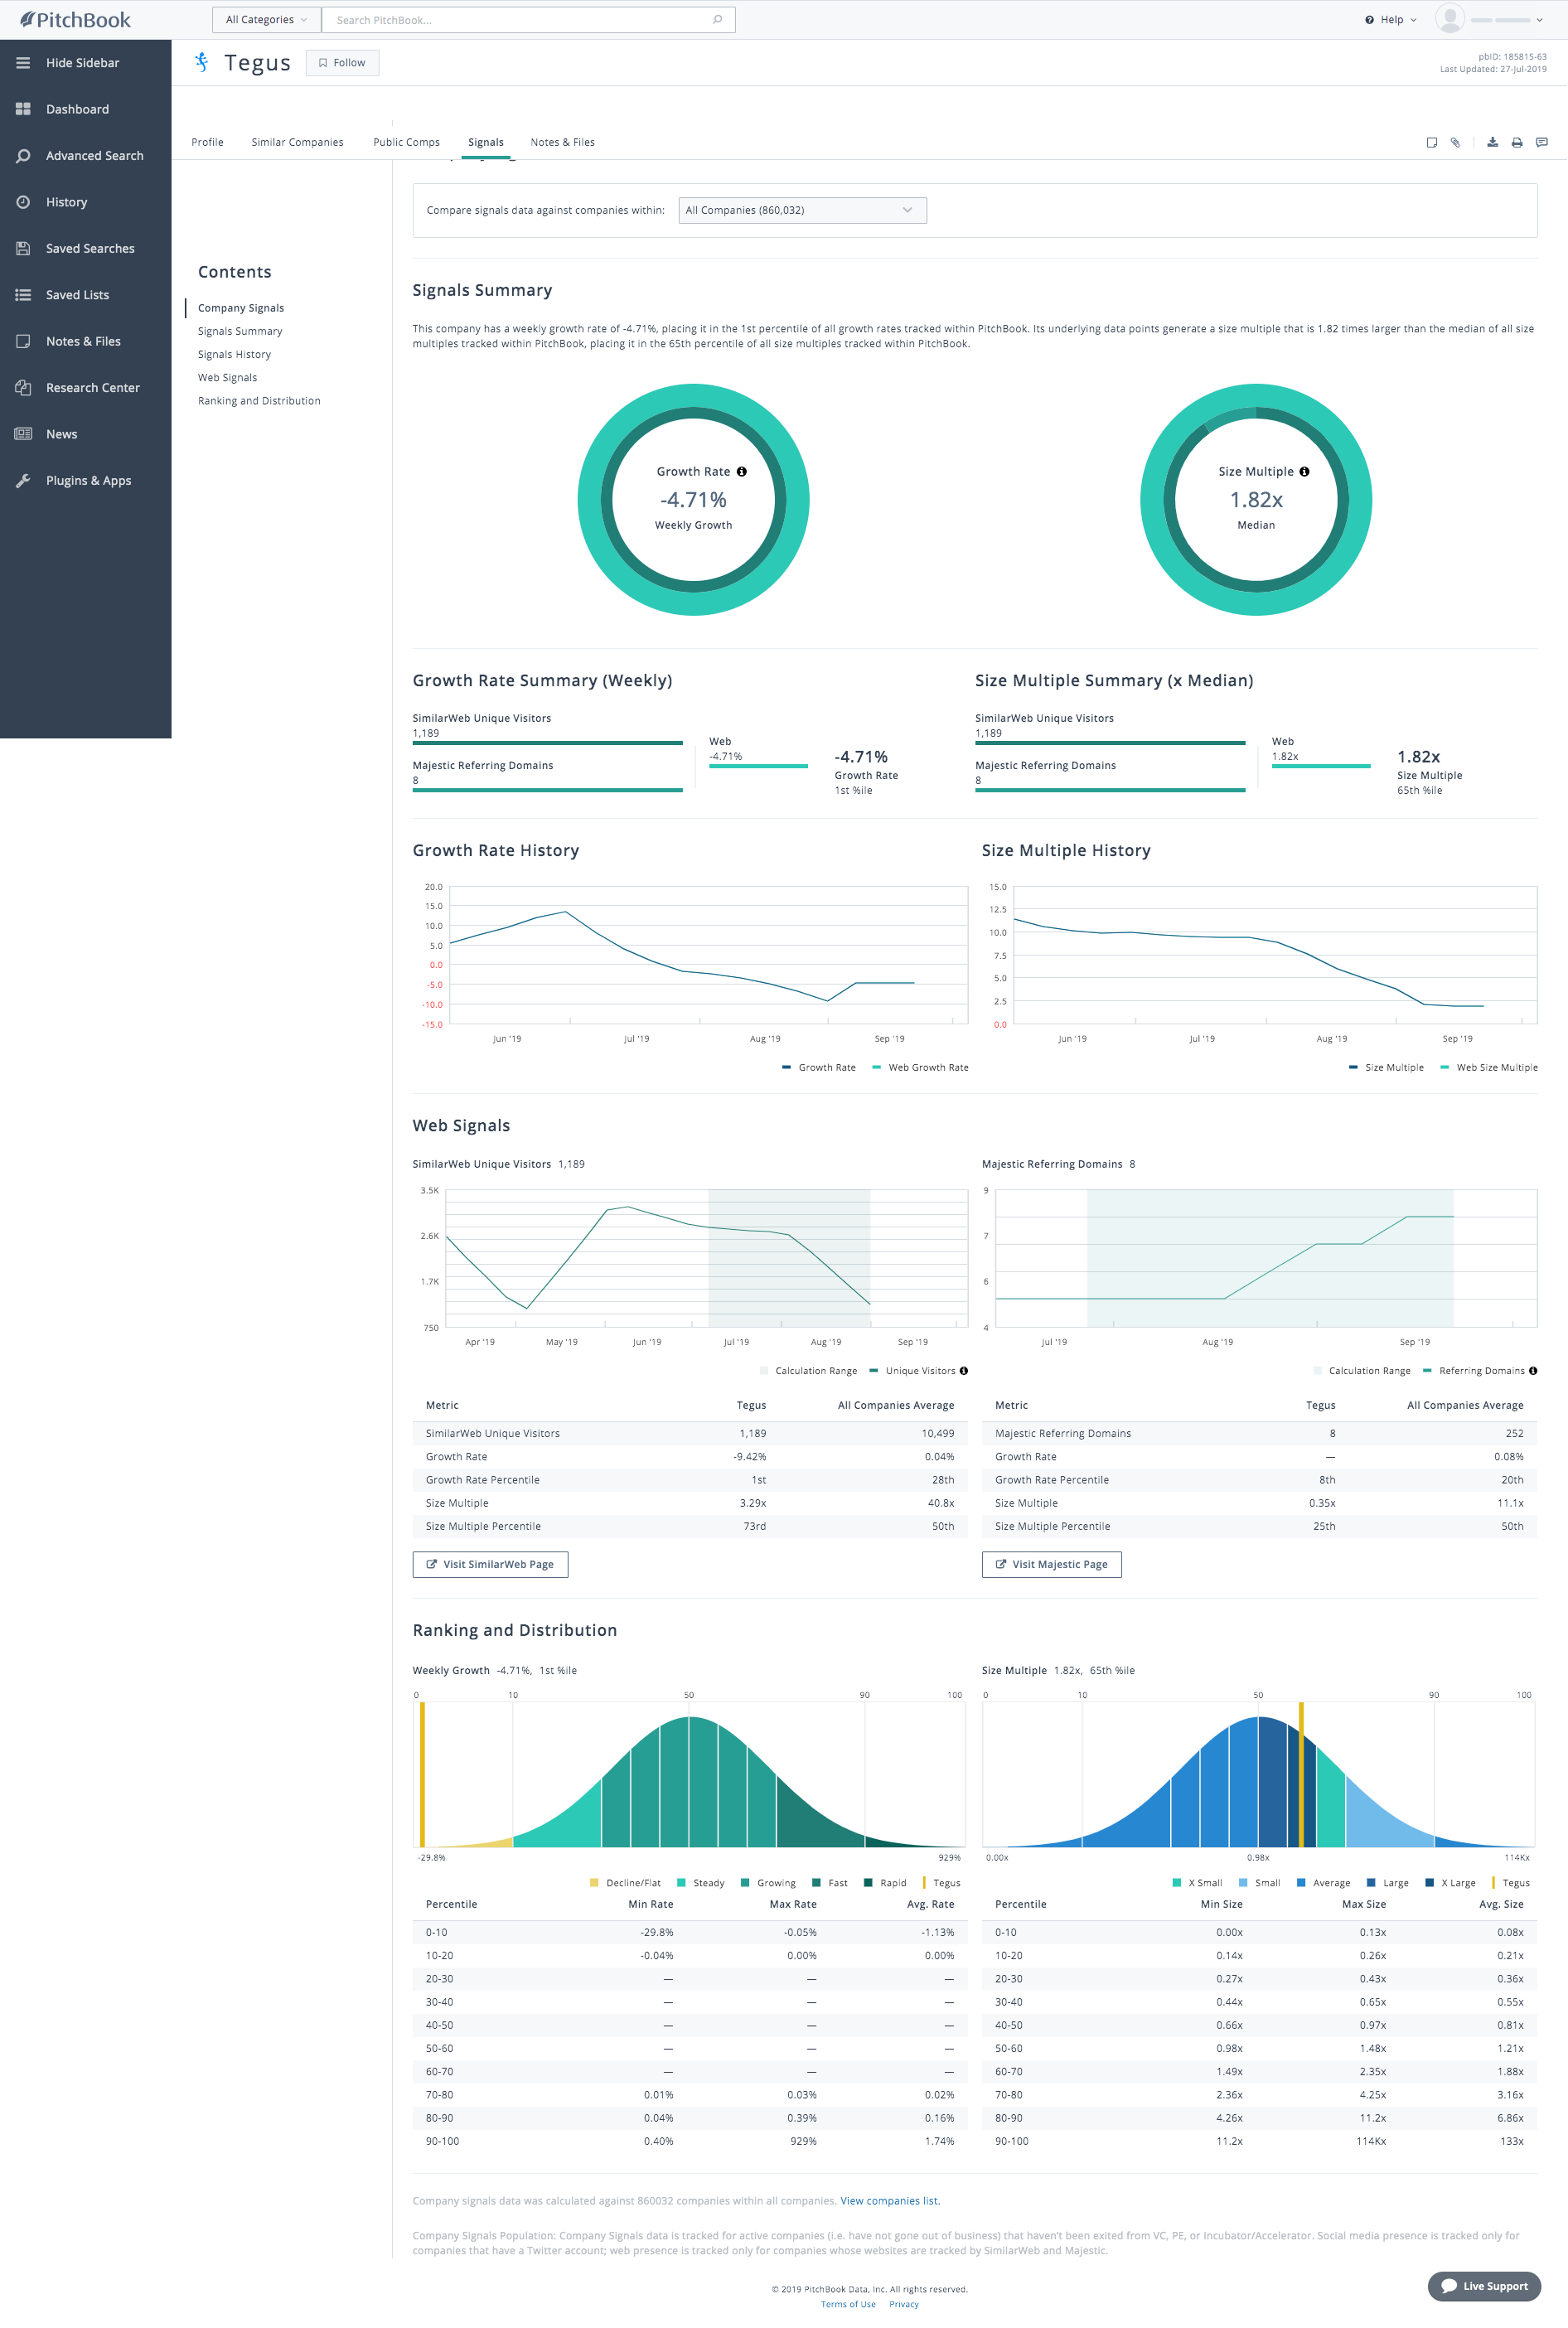 PitchBook
All Categories
Search PitchBook...
Help
Hide Sidebar
Dashboard
Advanced Search
History
Saved Searches
Saved Lists
Notes & Files
Research Center
News
Plugins & Apps
Tegus
Follow
pbID: 185815-63
Last Updated: 27-Jul-2019
Profile Similar Companies Public Comps Signals Notes & Files
Contents
Company Signals
Signals Summary
Signals History
Web Signals
Ranking and Distribution
Compare signals data against companies within: All Companies (860,032)
Signals Summary
This company has a weekly growth rate of -4.71%, placing it in the 1st percentile of all growth rates tracked within PitchBook. Its underlying data points generate a size multiple that is 1.82 times larger than the median of all size
multiples tracked within PitchBook, placing it in the 65th percentile of all size multiples tracked within PitchBook.
Growth Rate
-4.71%
Weekly Growth
Size Multiple
1.82x
Median
Growth Rate Summary (Weekly)
SimilarWeb Unique Visitors
1,189
Majestic Referring Domains
8
Web
-4.71%
-4.71%
Growth Rate
1st %ile
Size Multiple Summary (x Median)
SimilarWeb Unique Visitors
1,189
Majestic Referring Domains
8
Web
1.82x
1.82x
Size Multiple
65th %ile
Growth Rate History
20.0
15.0
10.0
5.0
0.0
-5.0
-10.0
-15.0
Jun '19 Jul '19 Aug '19 Sep '19
Growth Rate Web Growth Rate
Size Multiple History
15.0
12.5
10.0
7.5
5.0
2.5
0.0
Jun '19 Jul '19 Aug '19 Sep '19
Size Multiple Web Size Multiple
Web Signals
SimilarWeb Unique Visitors 1,189
3.5K
2.6K
1.7K
750
Apr '19 May '19 Jun '19 Jul '19 Aug '19 Sep '19
Calculation Range Unique Visitors
Majestic Referring Domains 8
9
7
6
4
Jul '19 Aug '19 Sep '19
Calculation Range Referring Domains
Metric Tegus All Companies Average
SimilarWeb Unique Visitors 1,189 10,499
Growth Rate -9.42% 0.04%
Growth Rate Percentile 1st 28th
Size Multiple 3.29x 40.8x
Size Multiple Percentile 73rd 50th
Visit SimilarWeb Page
Metric Tegus All Companies Average
Majestic Referring Domains 8 252
Growth Rate — 0.08%
Growth Rate Percentile 8th 20th
Size Multiple 0.35x 11.1x
Size Multiple Percentile 25th 50th
Visit Majestic Page
Ranking and Distribution
Weekly Growth -4.71%, 1st %ile
0 10 50 90 100
-29.8% 929%
Decline/Flat Steady Growing Fast Rapid Tegus
Percentile Min Rate Max Rate Avg. Rate
0-10 -29.8% -0.05% -1.13%
10-20 -0.04% 0.00% 0.00%
20-30 — — —
30-40 — — —
40-50 — — —
50-60 — — —
60-70 — — —
70-80 0.01% 0.03% 0.02%
80-90 0.04% 0.39% 0.16%
90-100 0.40% 929% 1.74%
Size Multiple 1.82x, 65th %ile
0 10 50 90 100
0.00x 0.98x 114Kx
X Small Small Average Large X Large Tegus
Percentile Min Size Max Size Avg. Size
0-10 0.00x 0.13x 0.08x
10-20 0.14x 0.26x 0.21x
20-30 0.27x 0.43x 0.36x
30-40 0.44x 0.65x 0.55x
40-50 0.66x 0.97x 0.81x
50-60 0.98x 1.48x 1.21x
60-70 1.49x 2.35x 1.88x
70-80 2.36x 4.25x 3.16x
80-90 4.26x 11.2x 6.86x
90-100 11.2x 114Kx 133x
Company signals data was calculated against 860032 companies within all companies. View companies list.
Company Signals Population: Company Signals data is tracked for active companies (i.e. have not gone out of business) that haven't been exited from VC, PE, or Incubator/Accelerator. Social media presence is tracked only for
companies that have a Twitter account; web presence is tracked only for companies whose websites are tracked by SimilarWeb and Majestic.
© 2019 PitchBook Data, Inc. All rights reserved.
Terms of Use Privacy
Live Support